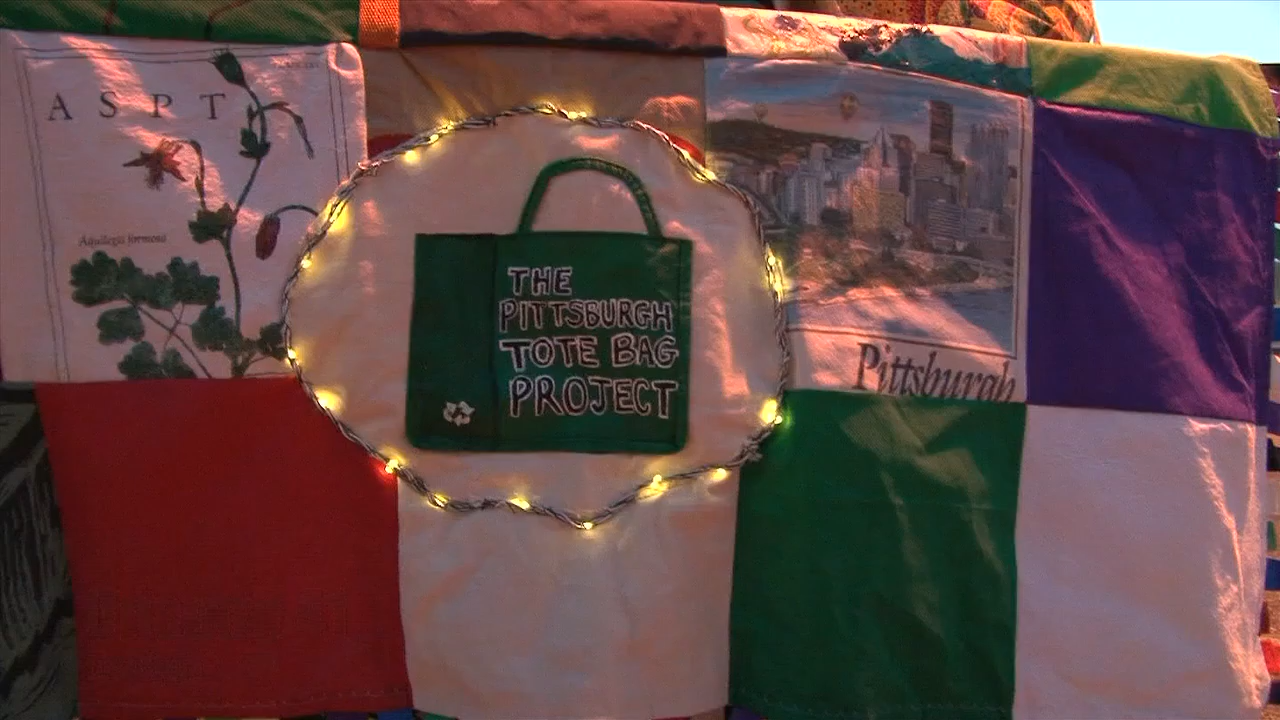 ASPT
Aquilegia formosa
THE
PITTSBURGH
TOTE BAG
PROJECT
Pittsburgh